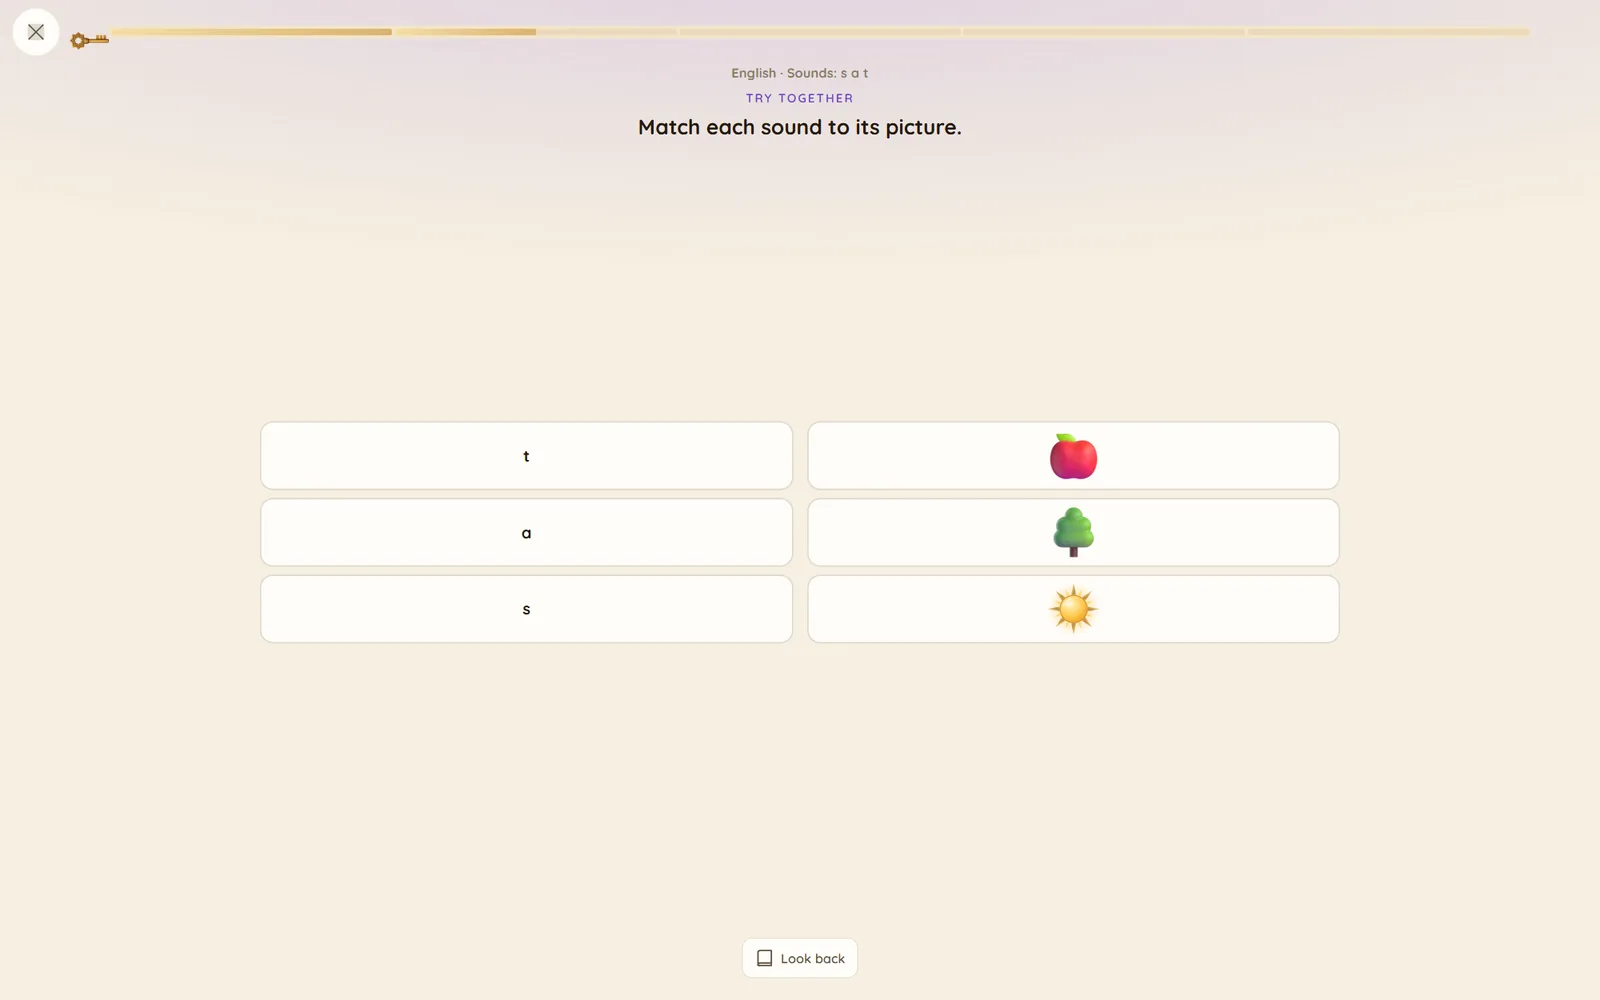 English · Sounds: s a t
TRY TOGETHER
Match each sound to its picture.
t
a
s
Look back